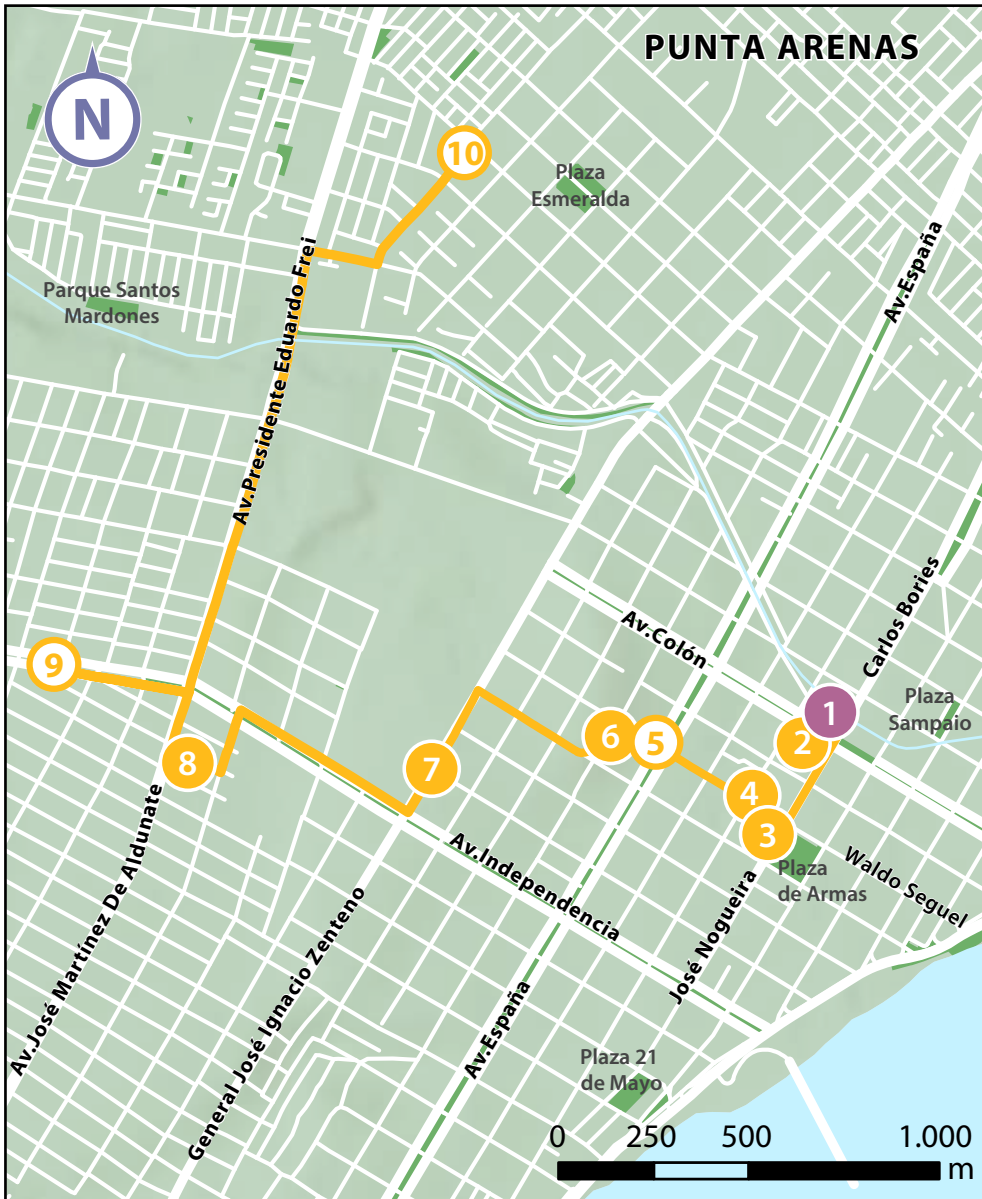 PUNTA ARENAS
N
10
Plaza
Esmeralda
Av.España
Av.Presidente Eduardo Frei
Parque Santos
Mardones
Av.Colón
Carlos Bories
9
1
Plaza
Sampaio
2
6
5
8
7
4
3
Plaza
de Armas
Waldo Seguel
Av.José Martínez De Aldunate
General José Ignacio Zenteno
Av.Independencia
José Nogueira
Av.España
Plaza 21
de Mayo
0 250 500 1.000
m